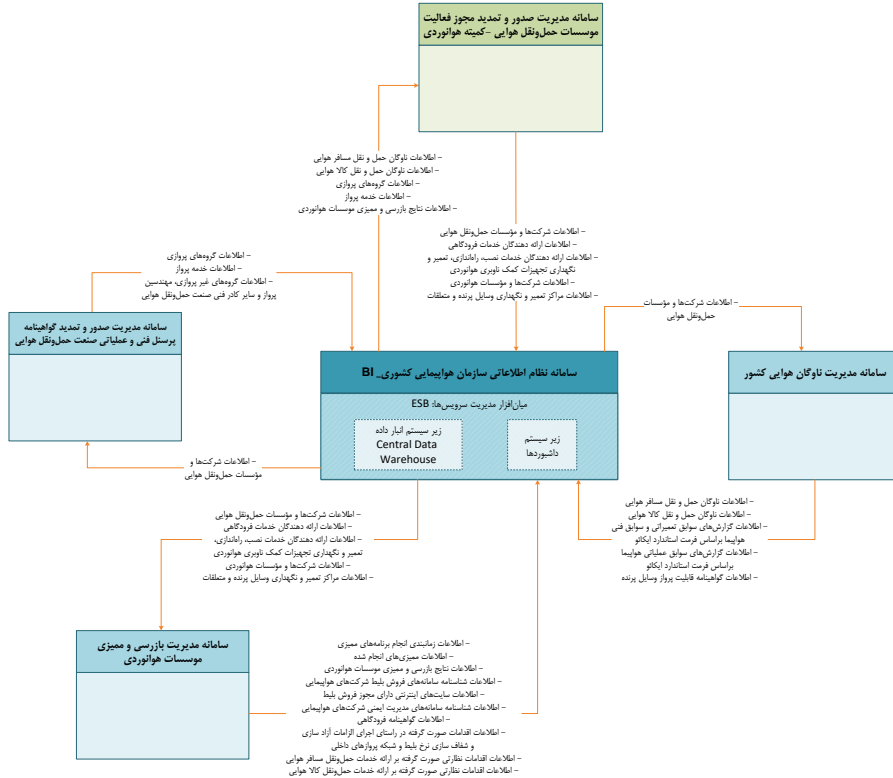 سامانه مدیریت صدور و تمدید مجوز فعالیت
موسسات حمل‌ونقل هوایی –کمیته هوانوردی
– اطلاعات ناوگان حمل و نقل مسافر هوایی
– اطلاعات ناوگان حمل و نقل کالا هوایی
– اطلاعات گروه‌های پروازی
– اطلاعات خدمه پرواز
– اطلاعات نتایج بازرسی و ممیزی موسسات هوانوردی
– اطلاعات شرکت‌ها و مؤسسات حمل‌ونقل هوایی
– اطلاعات ارائه دهندگان خدمات فرودگاهی
– اطلاعات ارائه دهندگان خدمات نصب، راه‌اندازی، تعمیر و
نگهداری تجهیزات کمک ناوبری هوانوردی
– اطلاعات شرکت‌ها و مؤسسات هوانوردی
– اطلاعات مراکز تعمیر و نگهداری وسایل پرنده و متعلقات
– اطلاعات گروه‌های پروازی
– اطلاعات خدمه پرواز
– اطلاعات گروه‌های غیر پروازی، مهندسین
پرواز و سایر کادر فنی صنعت حمل‌ونقل هوایی
– اطلاعات شرکت‌ها و مؤسسات
حمل‌ونقل هوایی
سامانه مدیریت صدور و تمدید گواهینامه
پرسنل فنی و عملیاتی صنعت حمل‌ونقل هوایی
سامانه نظام اطلاعاتی سازمان هواپیمایی کشوری_ BI
میان‌افزار مدیریت سرویس‌ها: ESB
زیر سیستم انبار داده
Central Data
Warehouse
زیر سیستم
داشبوردها
سامانه مدیریت ناوگان هوایی کشور
– اطلاعات شرکت‌ها و
مؤسسات حمل‌ونقل هوایی
– اطلاعات شرکت‌ها و مؤسسات حمل‌ونقل هوایی
– اطلاعات ارائه دهندگان خدمات فرودگاهی
– اطلاعات ارائه دهندگان خدمات نصب، راه‌اندازی،
تعمیر و نگهداری تجهیزات کمک ناوبری هوانوردی
– اطلاعات شرکت‌ها و مؤسسات هوانوردی
– اطلاعات مراکز تعمیر و نگهداری وسایل پرنده و متعلقات
– اطلاعات ناوگان حمل و نقل مسافر هوایی
– اطلاعات ناوگان حمل و نقل کالا هوایی
– اطلاعات گزارش‌های سوابق تعمیراتی و سوابق فنی
هواپیما براساس فرمت استاندارد ایکائو
– اطلاعات گزارش‌های سوابق عملیاتی هواپیما
براساس فرمت استاندارد ایکائو
– اطلاعات گواهینامه قابلیت پرواز وسایل پرنده
سامانه مدیریت بازرسی و ممیزی
موسسات هوانوردی
– اطلاعات زمانبندی انجام برنامه‌های ممیزی
– اطلاعات ممیزی‌های انجام شده
– اطلاعات نتایج بازرسی و ممیزی موسسات هوانوردی
– اطلاعات شناسنامه سامانه‌های فروش بلیط شرکت‌های هواپیمایی
– اطلاعات سایت‌های اینترنتی دارای مجوز فروش بلیط
– اطلاعات شناسنامه سامانه‌های مدیریت ایمنی شرکت‌های هواپیمایی
– اطلاعات گواهینامه فرودگاهی
– اطلاعات اقدامات صورت گرفته در راستای اجرای الزامات آزاد سازی
و شفاف سازی نرخ بلیط و شبکه پروازهای داخلی
– اطلاعات اقدامات نظارتی صورت گرفته بر ارائه خدمات حمل‌ونقل مسافر هوایی
– اطلاعات اقدامات نظارتی صورت گرفته بر ارائه خدمات حمل‌ونقل کالا هوایی